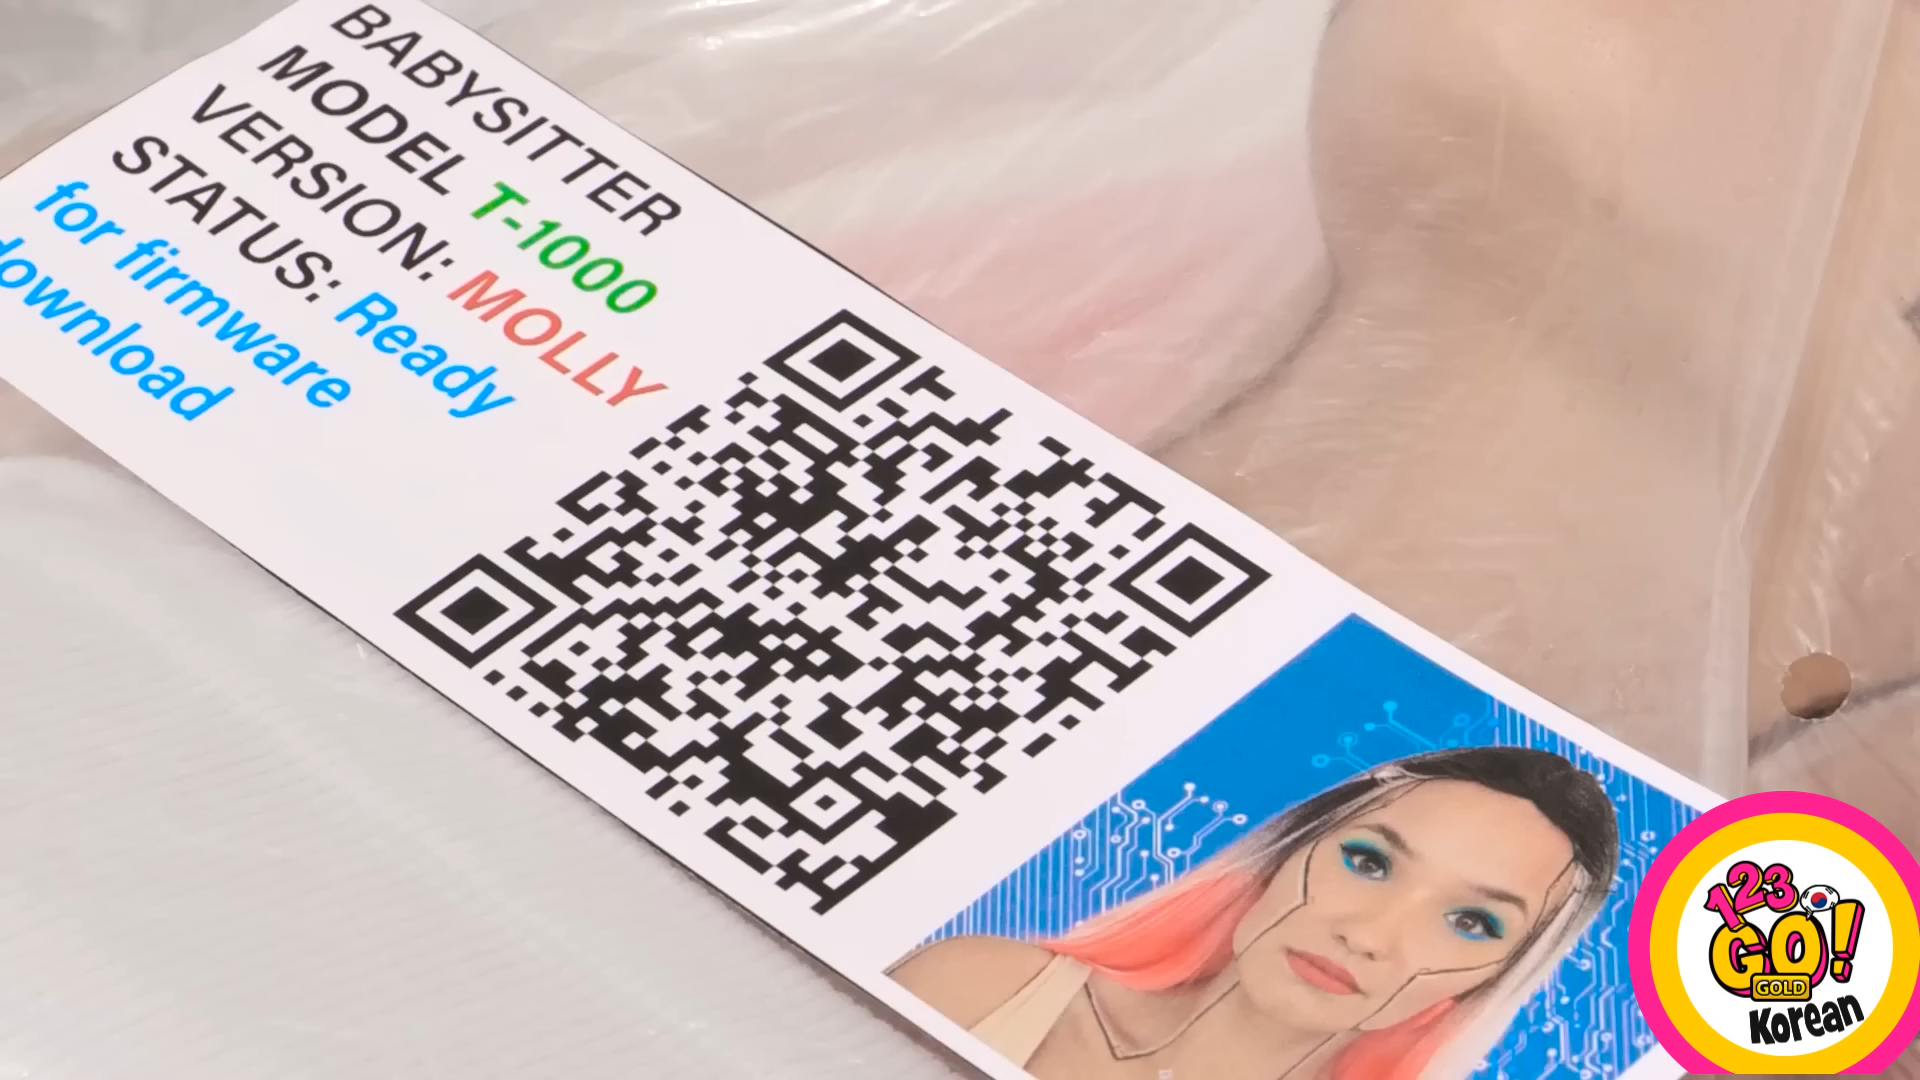 BABYSITTER
MODEL T-1000
VERSION: MOLLY
STATUS: Ready
for firmware
download
123
GO!
GOLD
Korean